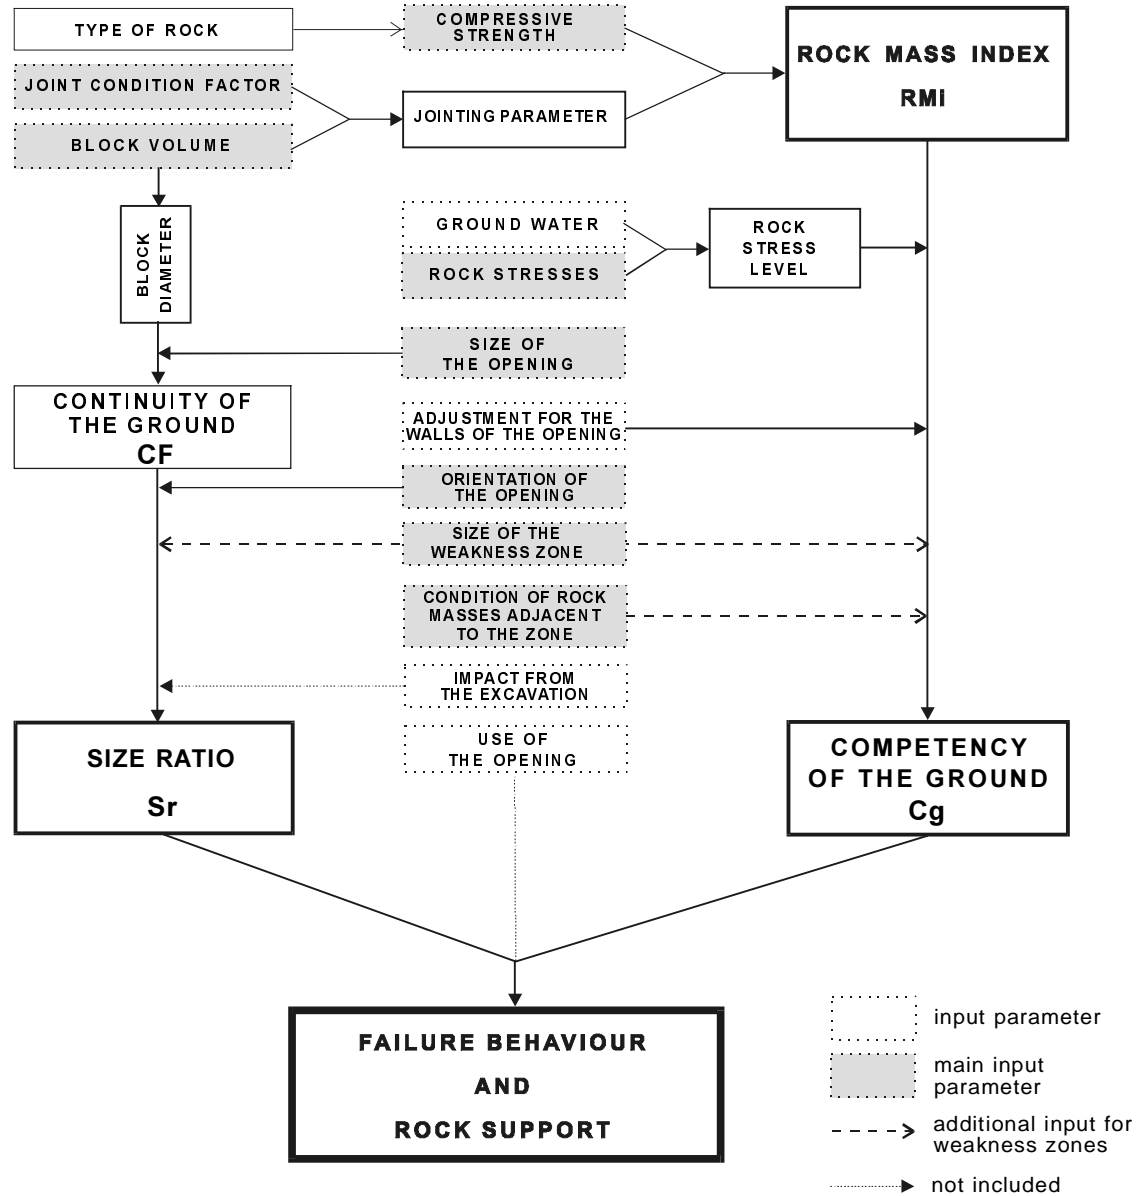 TYPE OF ROCK
COMPRESSIVE
STRENGTH
ROCK MASS INDEX
RMi
JOINT CONDITION FACTOR
JOINTING PARAMETER
BLOCK VOLUME
BLOCK
DIAMETER
GROUND WATER
ROCK STRESSES
ROCK
STRESS
LEVEL
SIZE OF
THE OPENING
CONTINUITY OF
THE GROUND
CF
ADJUSTMENT FOR THE
WALLS OF THE OPENING
ORIENTATION OF
THE OPENING
SIZE OF THE
WEAKNESS ZONE
CONDITION OF ROCK
MASSES ADJACENT
TO THE ZONE
IMPACT FROM
THE EXCAVATION
USE OF
THE OPENING
SIZE RATIO
Sr
COMPETENCY
OF THE GROUND
Cg
FAILURE BEHAVIOUR
AND
ROCK SUPPORT
input parameter
main input
parameter
additional input for
weakness zones
not included